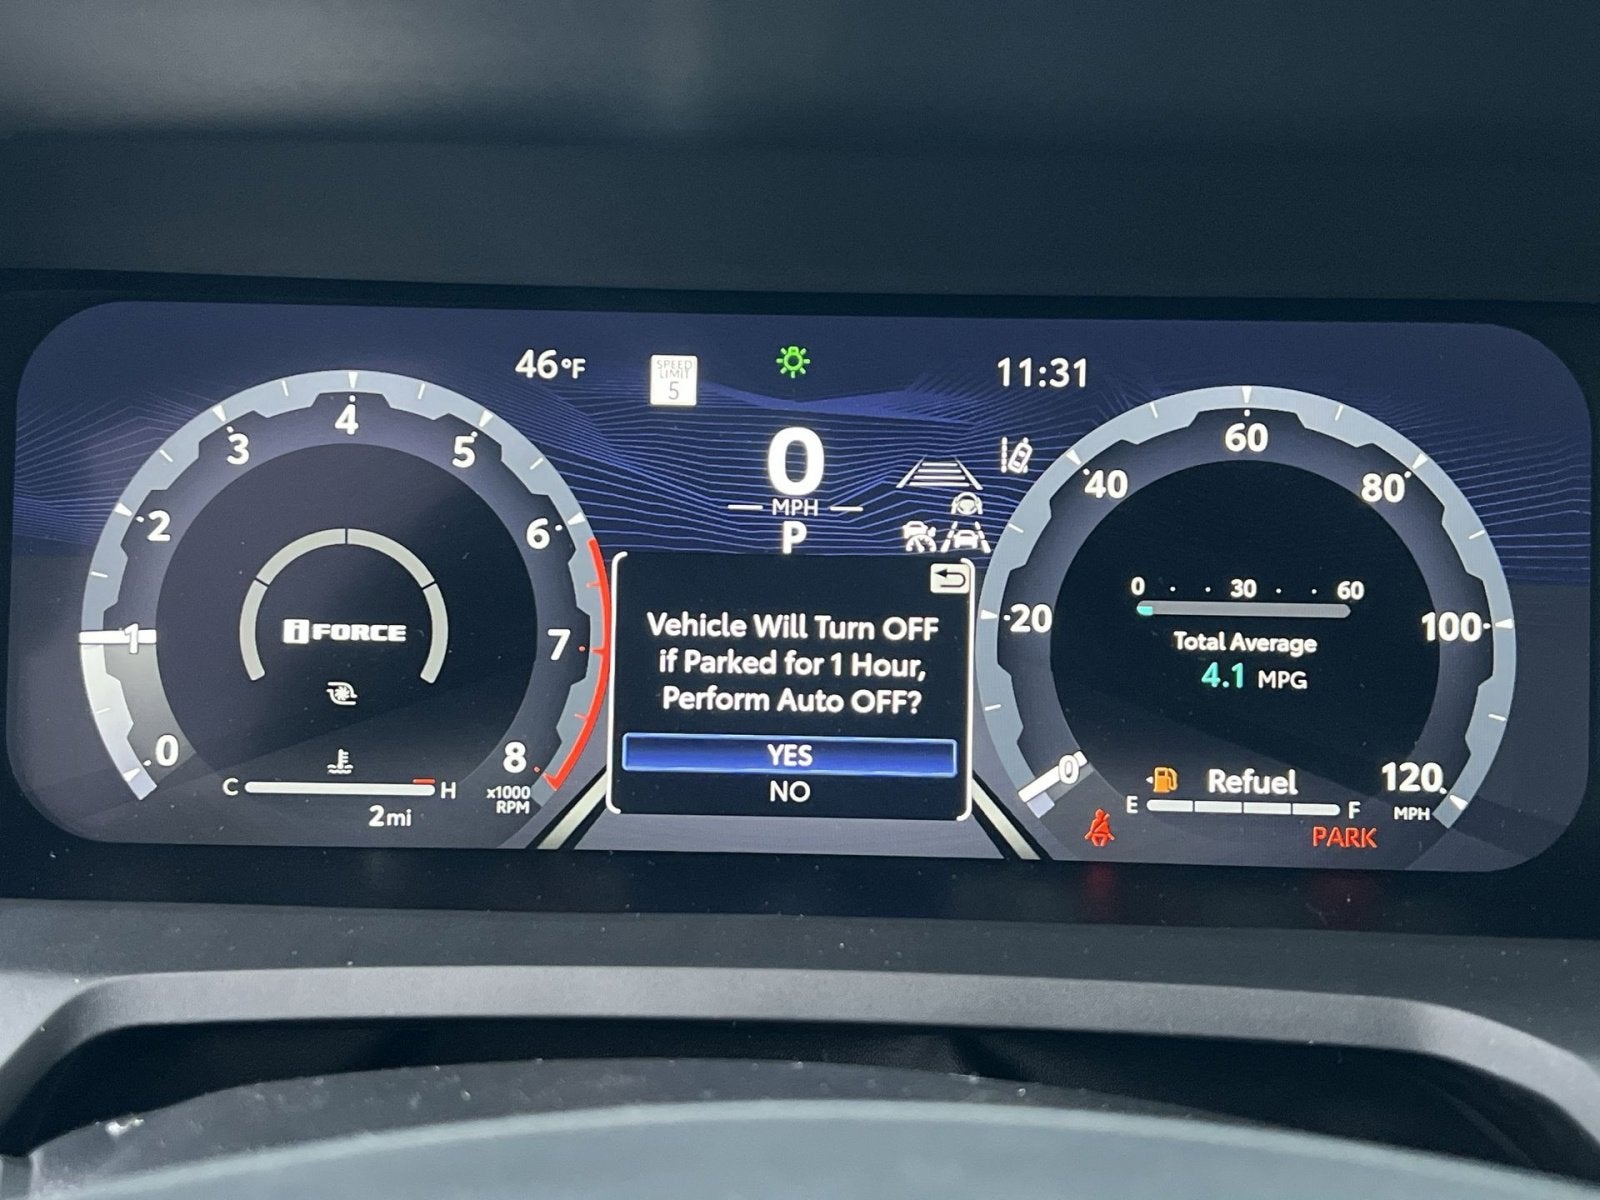 46°F
SPEED
LIMIT
5
11:31
0
MPH
P
0
1
2
3
4
5
6
7
8
x1000
RPM
i FORCE
C
H
2mi
Vehicle Will Turn OFF
if Parked for 1 Hour,
Perform Auto OFF?
YES
NO
0
20
40
60
80
100
120
MPH
0 30 60
Total Average
4.1 MPG
Refuel
E
F
PARK